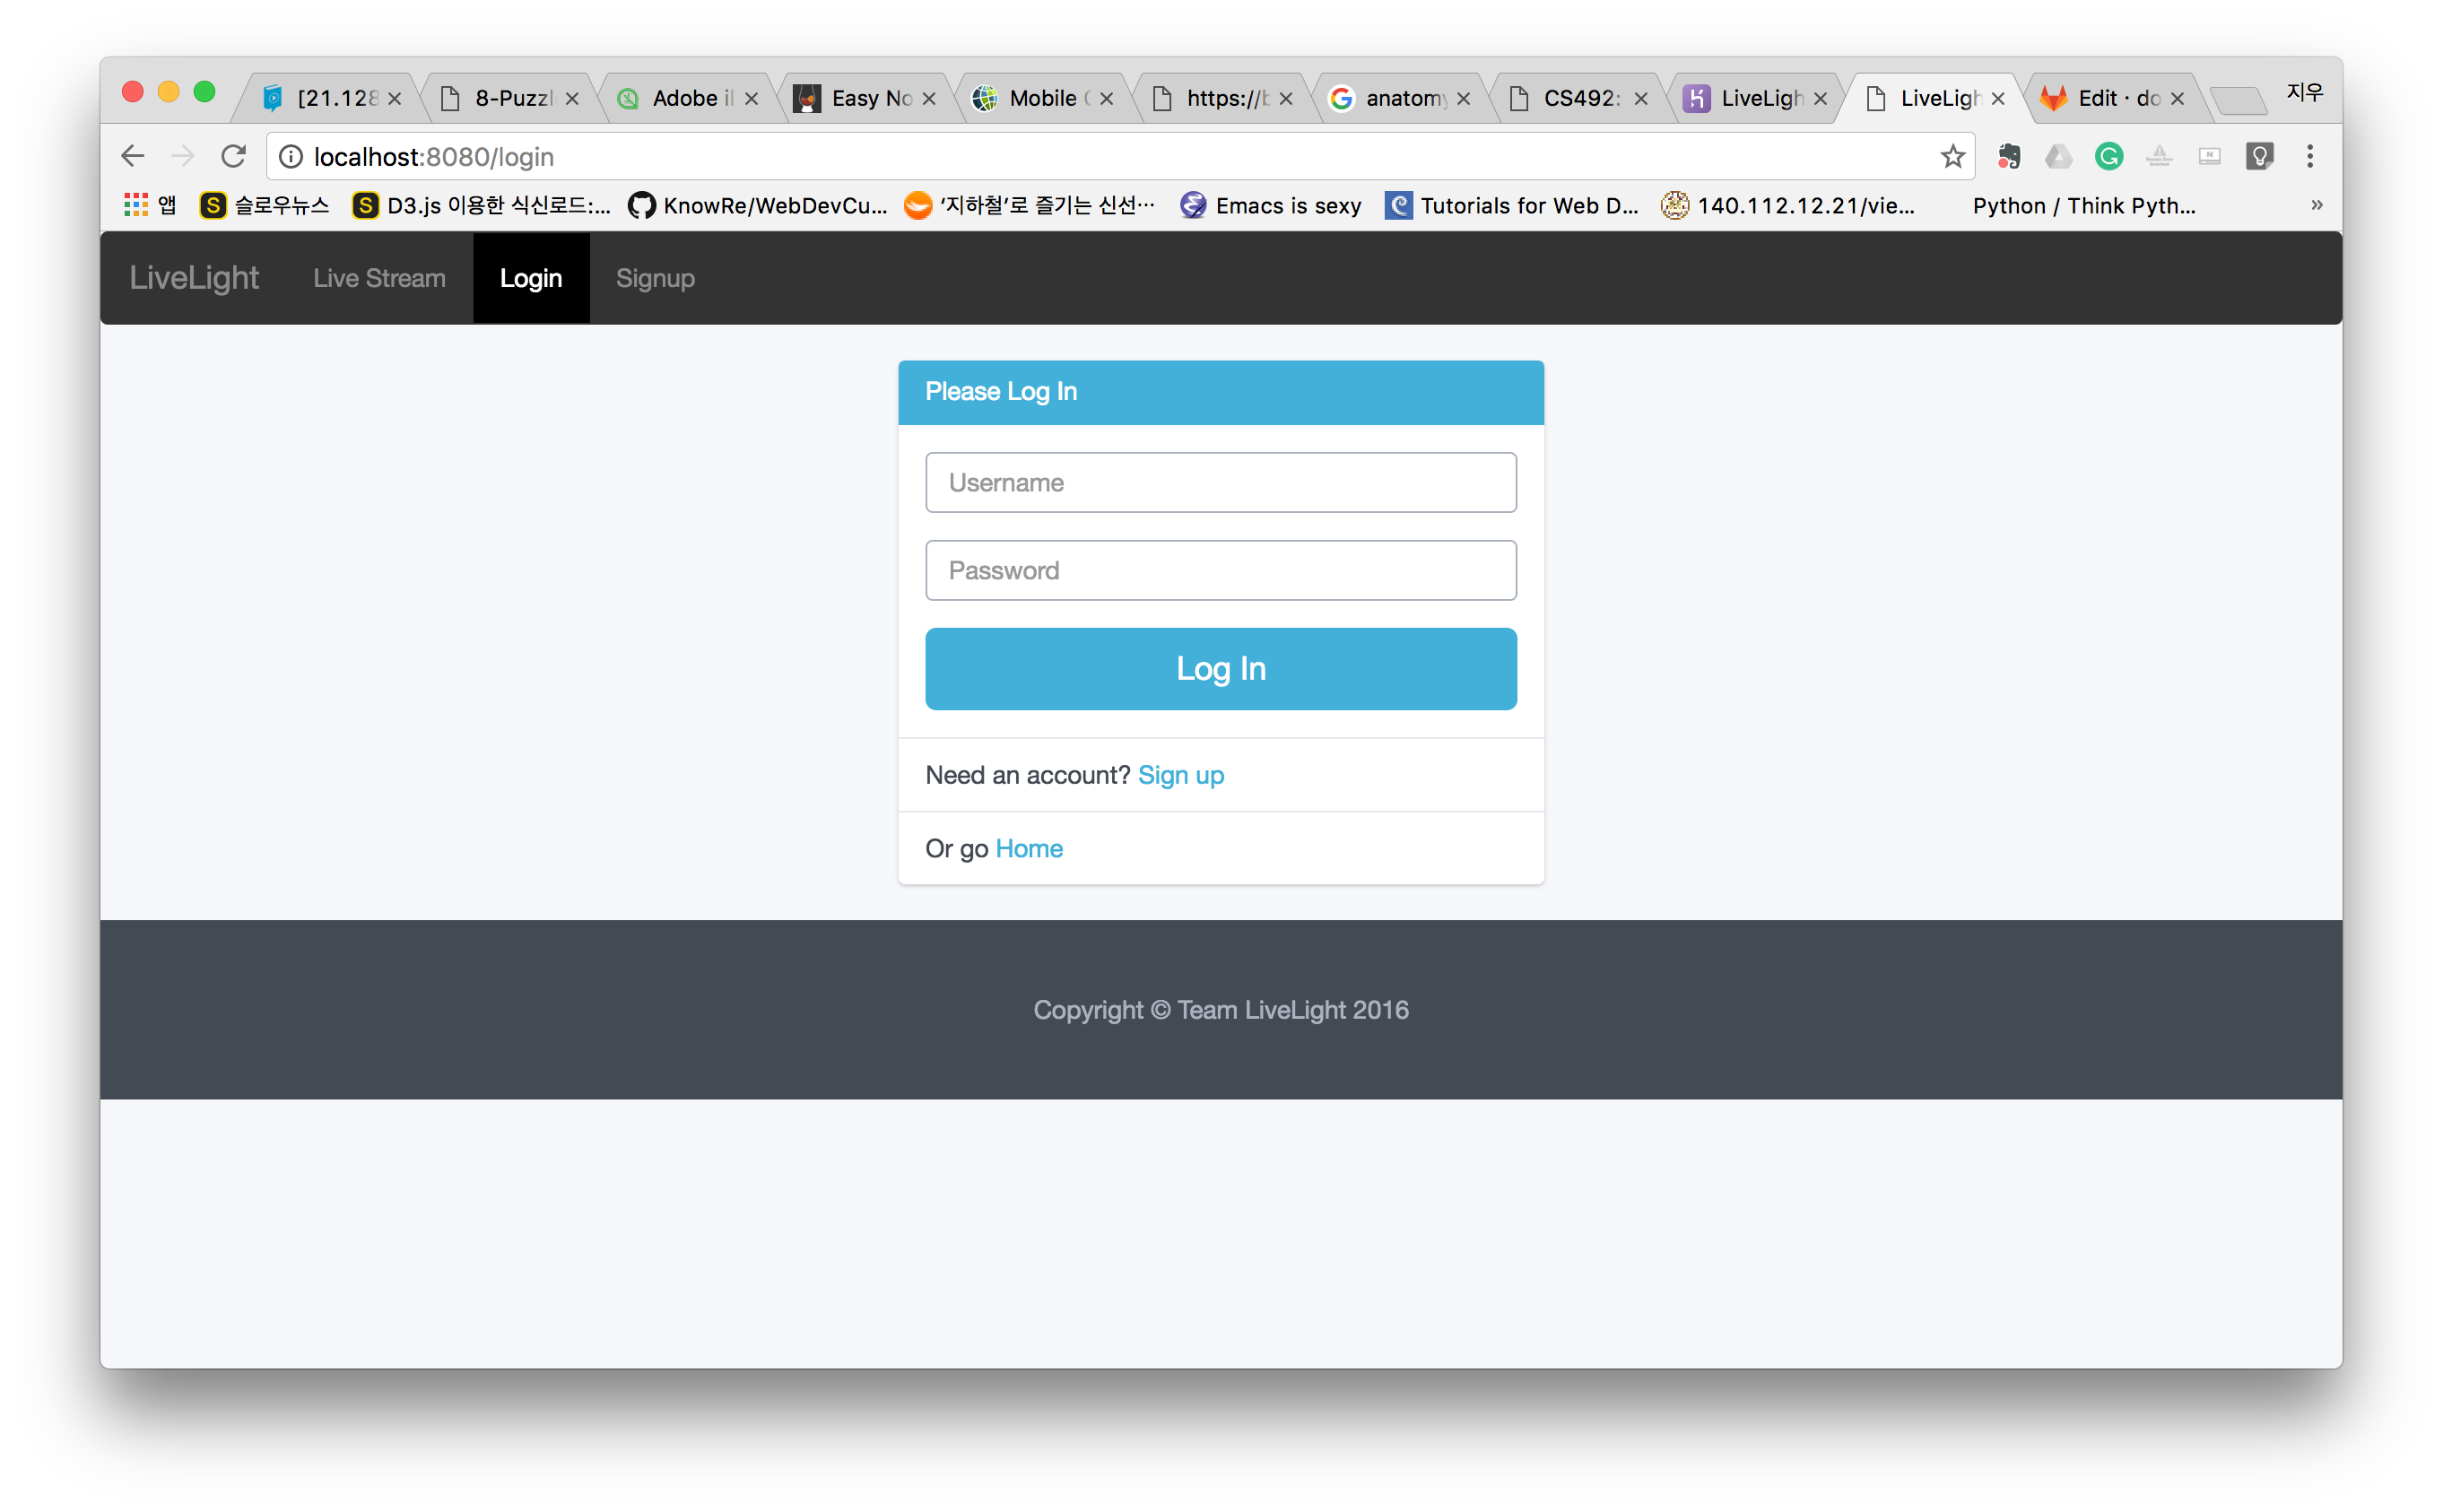 [21.128
8-Puzzl
Adobe il
Easy No
Mobile
https://b
anatomy
CS492:
LiveLigh
LiveLigh
Edit · do
지우
localhost:8080/login
앱
슬로우뉴스
D3.js 이용한 식신로드:...
KnowRe/WebDevCu...
‘지하철’로 즐기는 신선…
Emacs is sexy
Tutorials for Web D...
140.112.12.21/vie...
Python / Think Pyth...
»
LiveLight
Live Stream
Login
Signup
Please Log In
Username
Password
Log In
Need an account? Sign up
Or go Home
Copyright © Team LiveLight 2016